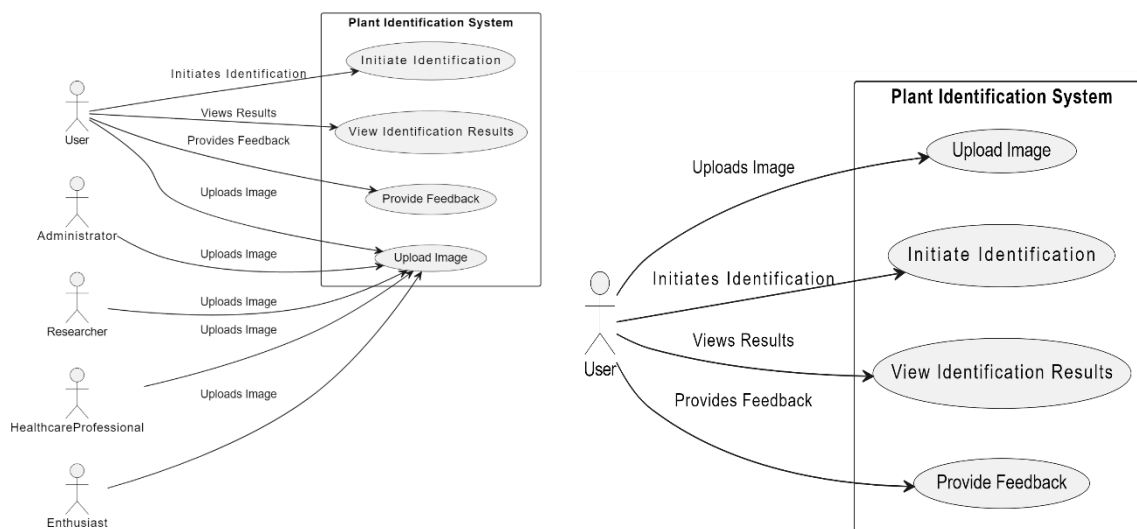 Plant Identification System
Initiate Identification
Initiates Identification
Views Results
View Identification Results
Provides Feedback
User
Uploads Image
Provide Feedback
Administrator
Uploads Image
Upload Image
Uploads Image
Researcher
Uploads Image
Uploads Image
HealthcareProfessional
Enthusiast
Plant Identification System
Upload Image
Uploads Image
Initiate Identification
Initiates Identification
Views Results
User
View Identification Results
Provides Feedback
Provide Feedback